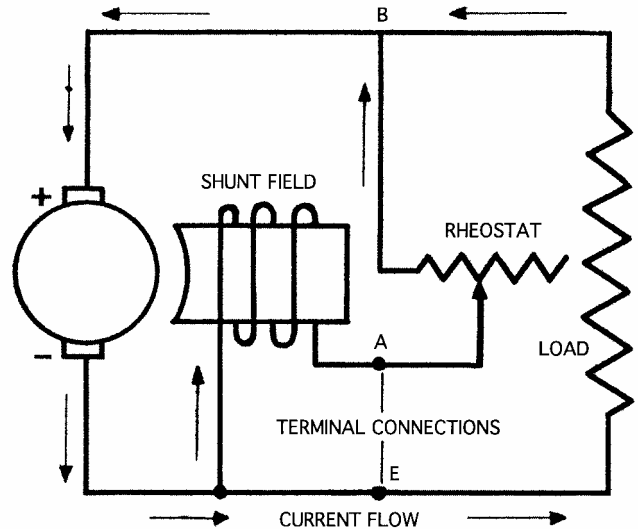 B
+
SHUNT FIELD
RHEOSTAT
A
LOAD
−
TERMINAL CONNECTIONS
E
CURRENT FLOW